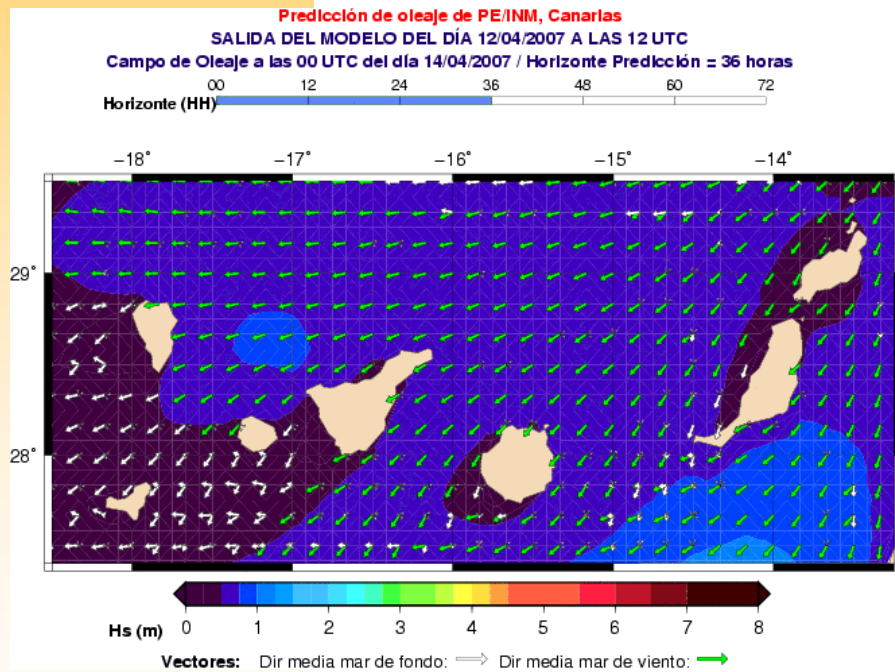 Predicción de oleaje de PE/INM, Canarias
SALIDA DEL MODELO DEL DÍA 12/04/2007 A LAS 12 UTC
Campo de Oleaje a las 00 UTC del día 14/04/2007 / Horizonte Predicción = 36 horas
00 12 24 36 48 60 72
Horizonte (HH)
−18° −17° −16° −15° −14°
29°
28°
Hs (m) 0 1 2 3 4 5 6 7 8
Vectores: Dir media mar de fondo: Dir media mar de viento: